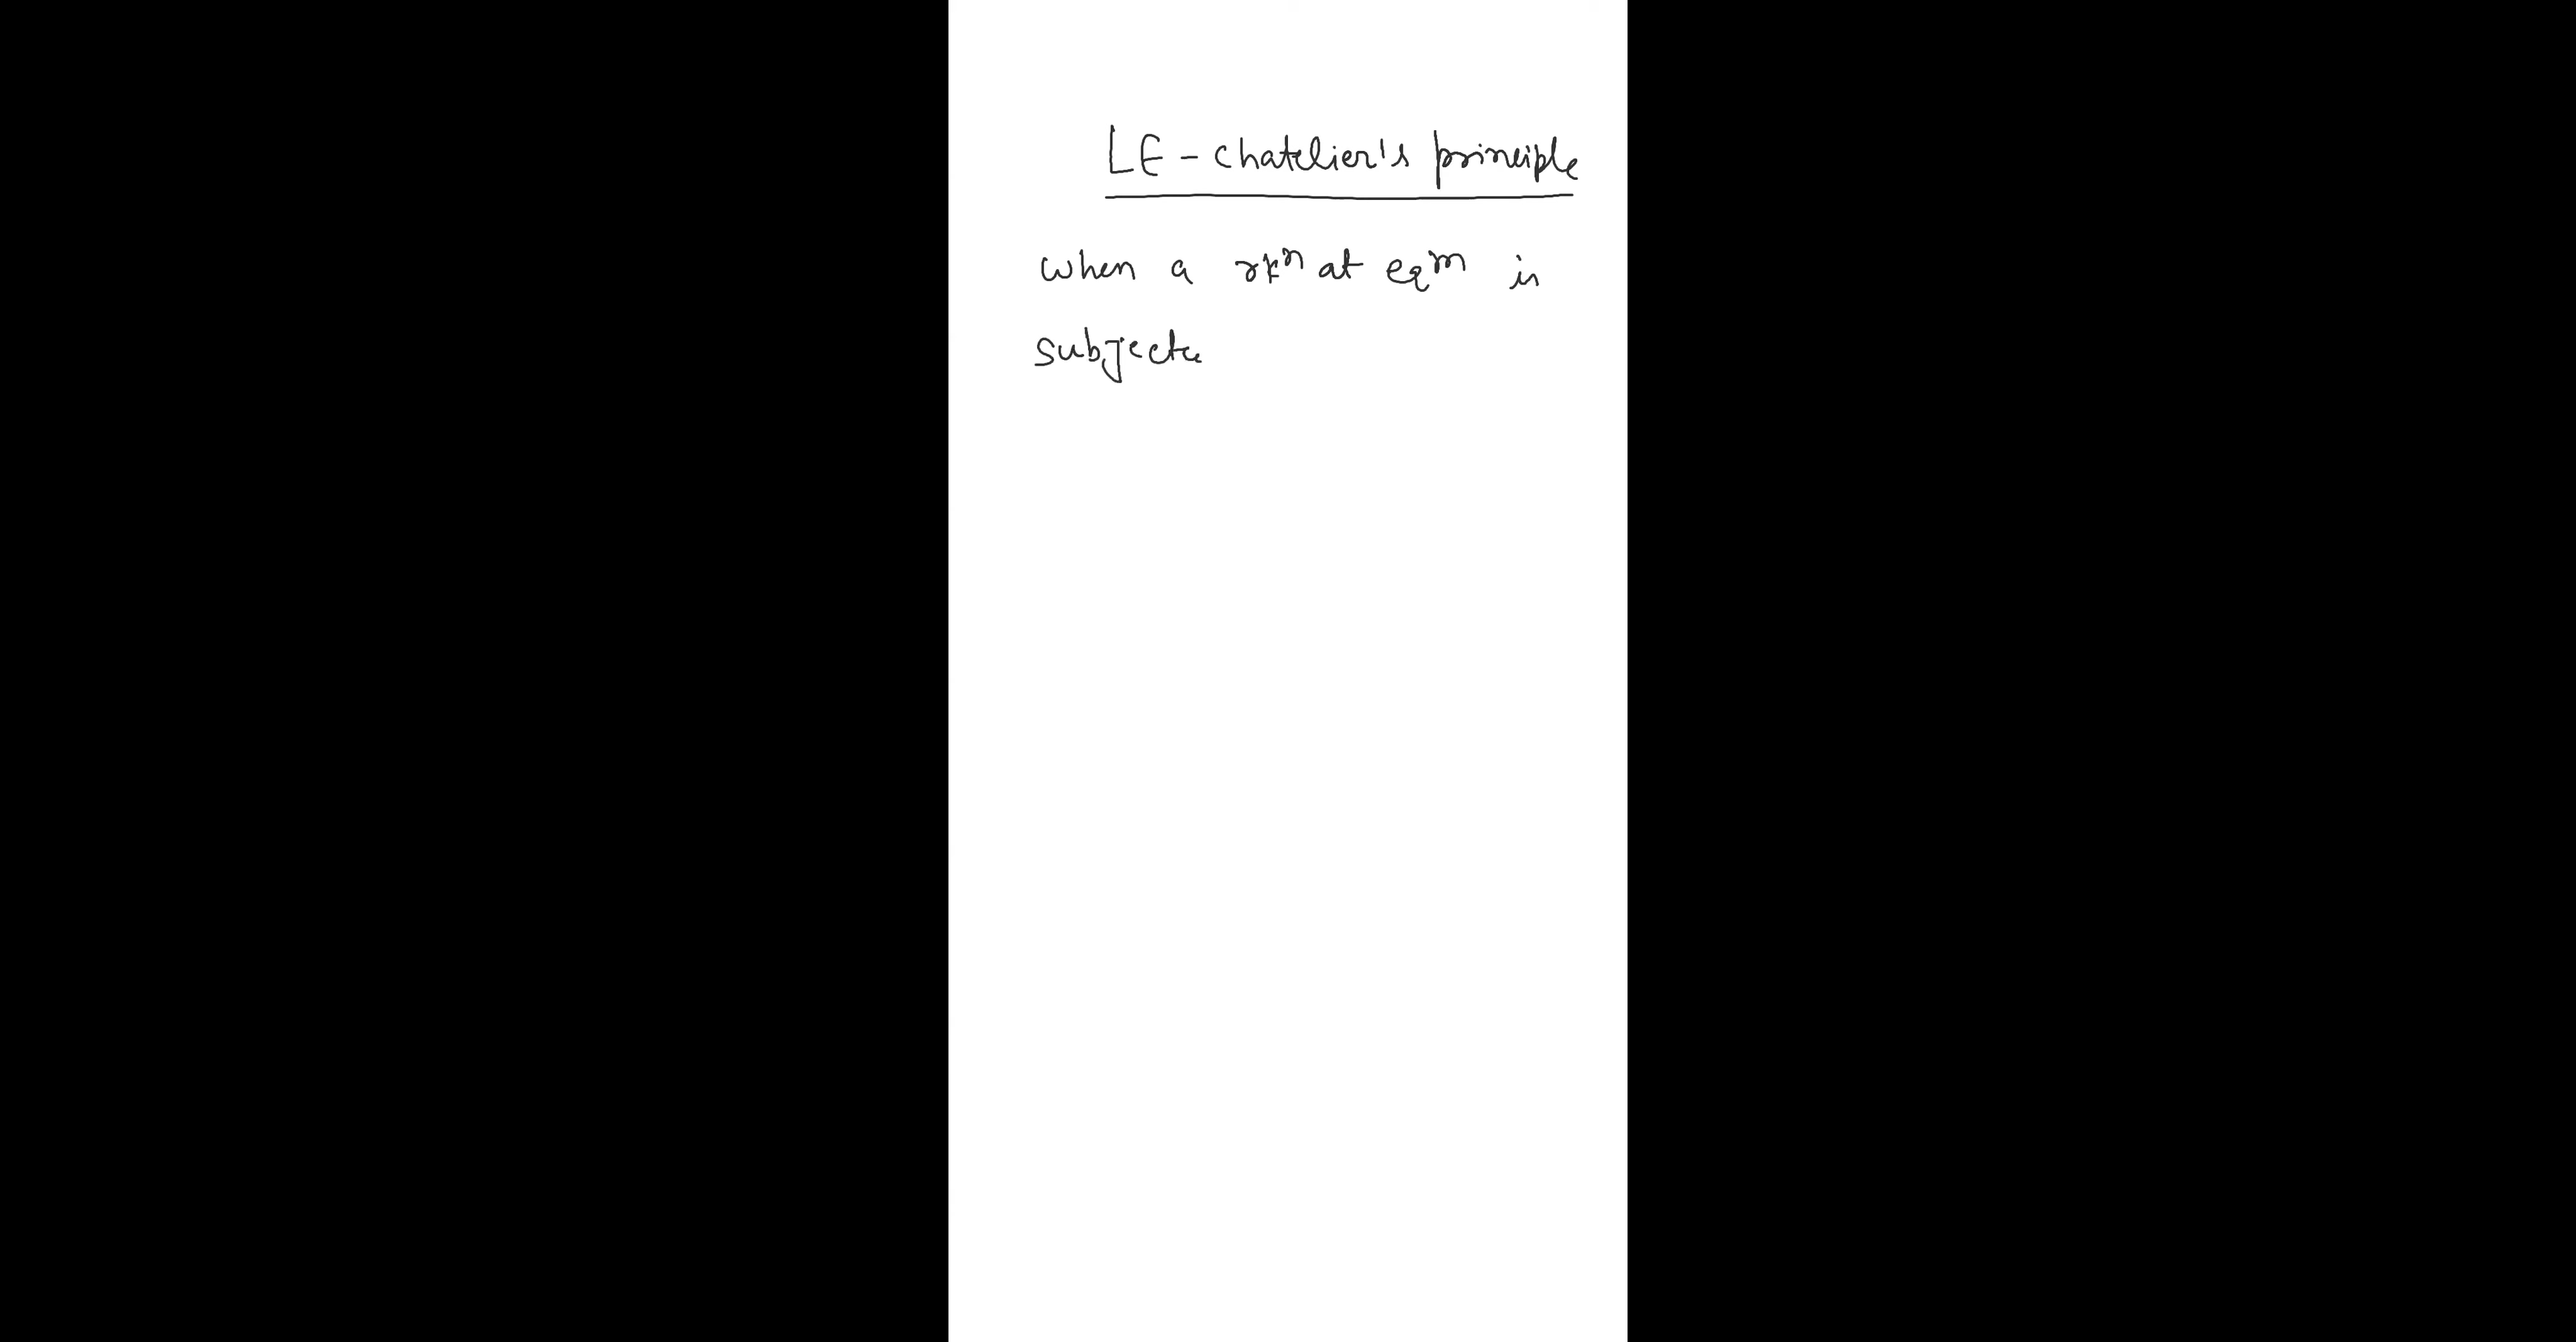 LE - chatelier's principle
when a rxⁿ at eqᵐ is
subjecte